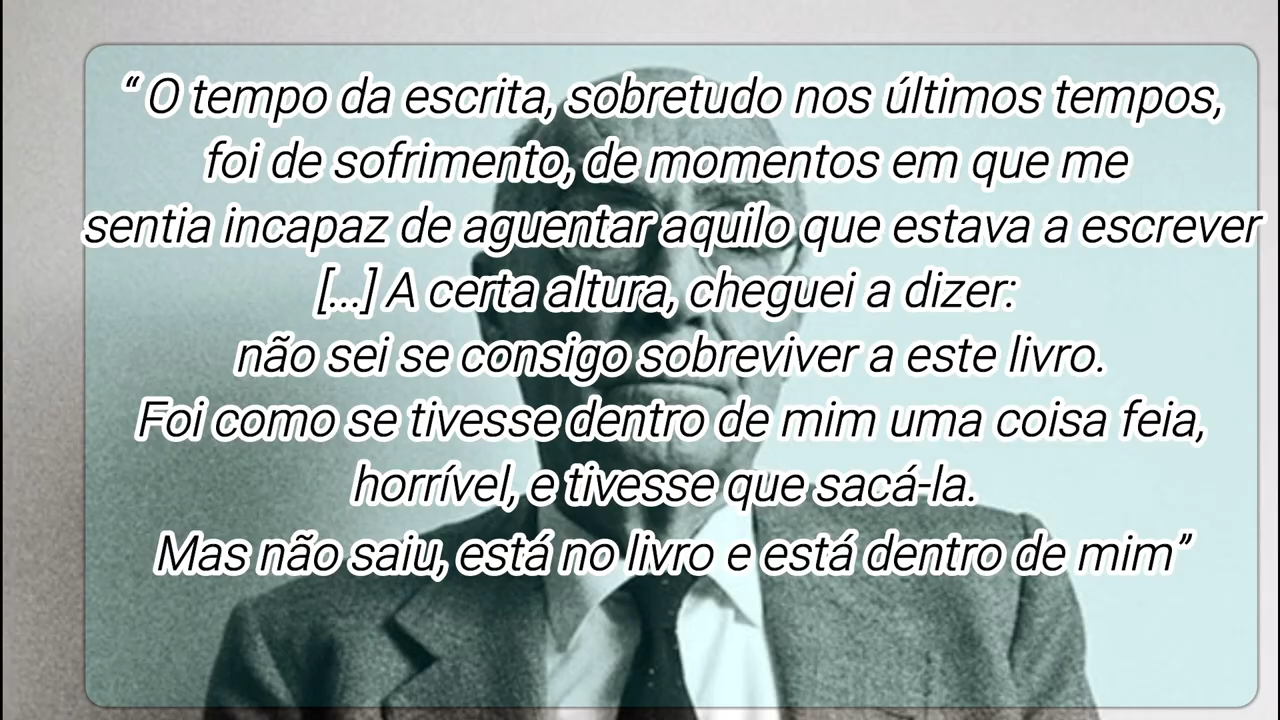 “ O tempo da escrita, sobretudo nos últimos tempos,
foi de sofrimento, de momentos em que me
sentia incapaz de aguentar aquilo que estava a escrever
[...] A certa altura, cheguei a dizer:
não sei se consigo sobreviver a este livro.
Foi como se tivesse dentro de mim uma coisa feia,
horrível, e tivesse que sacá-la.
Mas não saiu, está no livro e está dentro de mim”